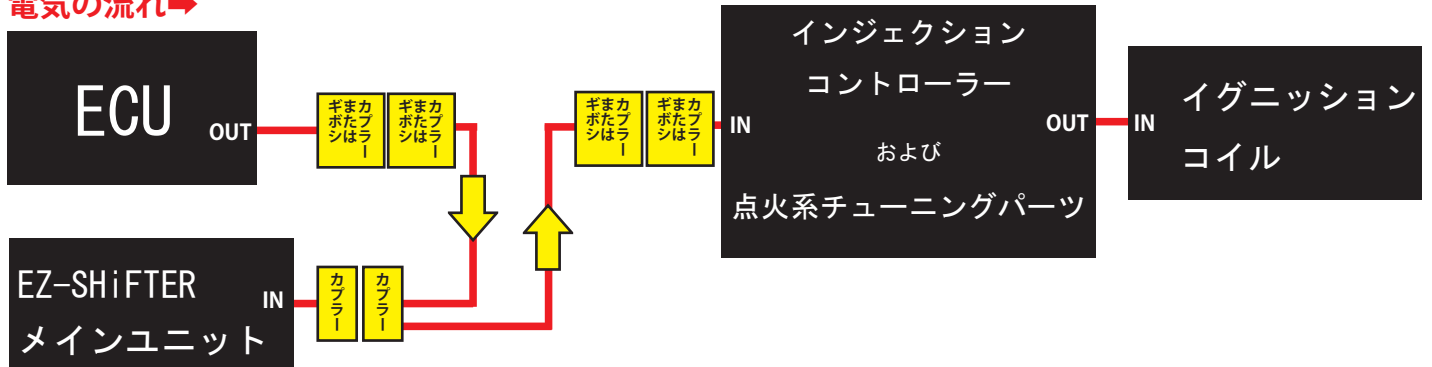 電気の流れ➡
ECU
OUT
カプラー
または
ギボシ
カプラー
または
ギボシ
カプラー
または
ギボシ
カプラー
または
ギボシ
IN
インジェクション
コントローラー
および
点火系チューニングパーツ
OUT
IN
イグニッション
コイル
EZ-SHiFTER
メインユニット
IN
カプラー
カプラー